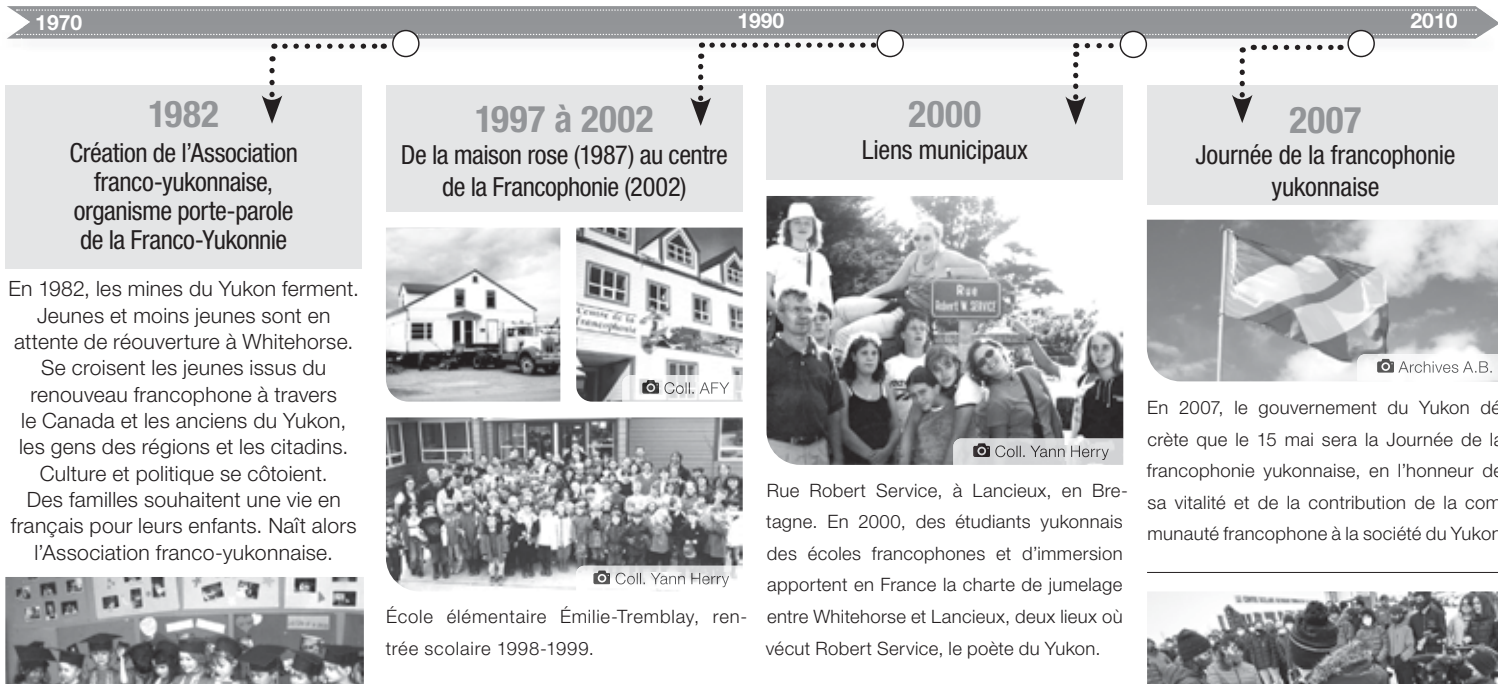 1970
1990
2010
1982
Création de l'Association
franco-yukonnaise,
organisme porte-parole
de la Franco-Yukonnie
En 1982, les mines du Yukon ferment.
Jeunes et moins jeunes sont en
attente de réouverture à Whitehorse.
Se croisent les jeunes issus du
renouveau francophone à travers
le Canada et les anciens du Yukon,
les gens des régions et les citadins.
Culture et politique se côtoient.
Des familles souhaitent une vie en
français pour leurs enfants. Naît alors
l'Association franco-yukonnaise.
1997 à 2002
De la maison rose (1987) au centre
de la Francophonie (2002)
Centre de la
Francophonie
Coll. AFY
Coll. Yann Herry
École élémentaire Émilie-Tremblay, ren-
trée scolaire 1998-1999.
2000
Liens municipaux
Rue
Robert W. SERVICE
Coll. Yann Herry
Rue Robert Service, à Lancieux, en Bre-
tagne. En 2000, des étudiants yukonnais
des écoles francophones et d'immersion
apportent en France la charte de jumelage
entre Whitehorse et Lancieux, deux lieux où
vécut Robert Service, le poète du Yukon.
2007
Journée de la francophonie
yukonnaise
Archives A.B.
En 2007, le gouvernement du Yukon dé
crète que le 15 mai sera la Journée de la
francophonie yukonnaise, en l'honneur de
sa vitalité et de la contribution de la com
munauté francophone à la société du Yukon